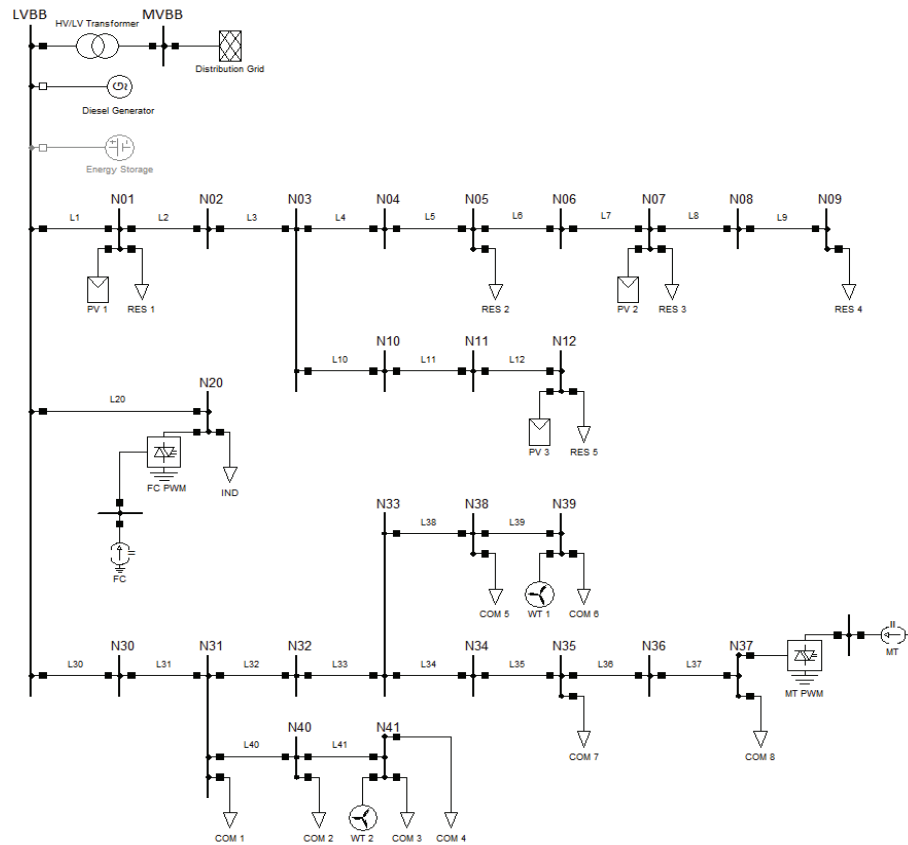 LVBB
HV/LV Transformer
MVBB
Distribution Grid
Diesel Generator
Energy Storage
N01 N02 N03 N04 N05 N06 N07 N08 N09
L1 L2 L3 L4 L5 L6 L7 L8 L9
PV 1 RES 1 RES 2 PV 2 RES 3 RES 4
N10 N11 N12
L10 L11 L12
PV 3 RES 5
N20
L20
FC PWM
IND
FC
N33 N38 N39
L38 L39
COM 5 WT 1 COM 6
N30 N31 N32 N34 N35 N36 N37
L30 L31 L32 L33 L34 L35 L36 L37
MT
MT PWM
N40 N41
L40 L41
COM 7 COM 8
COM 1 COM 2 WT 2 COM 3 COM 4